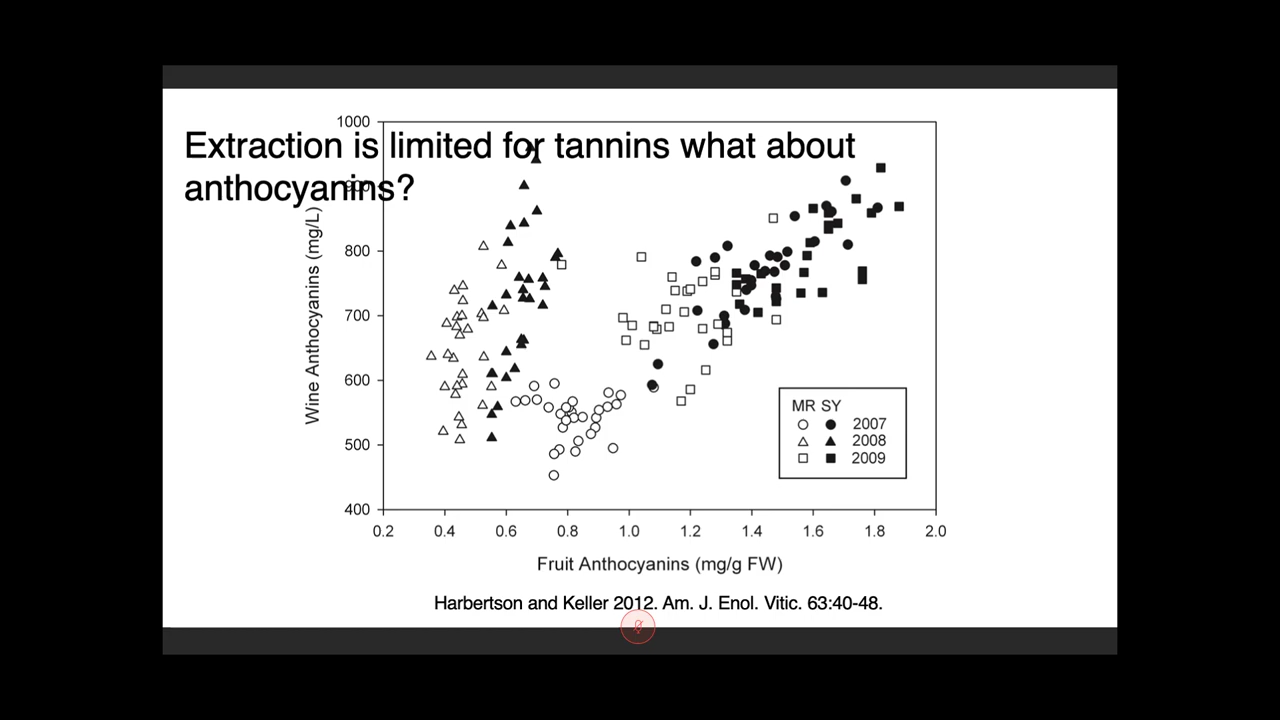 Extraction is limited for tannins what about
anthocyanins?
1000
900
800
700
600
500
400
Wine Anthocyanins (mg/L)
MR SY
2007
2008
2009
0.2 0.4 0.6 0.8 1.0 1.2 1.4 1.6 1.8 2.0
Fruit Anthocyanins (mg/g FW)
Harbertson and Keller 2012. Am. J. Enol. Vitic. 63:40-48.